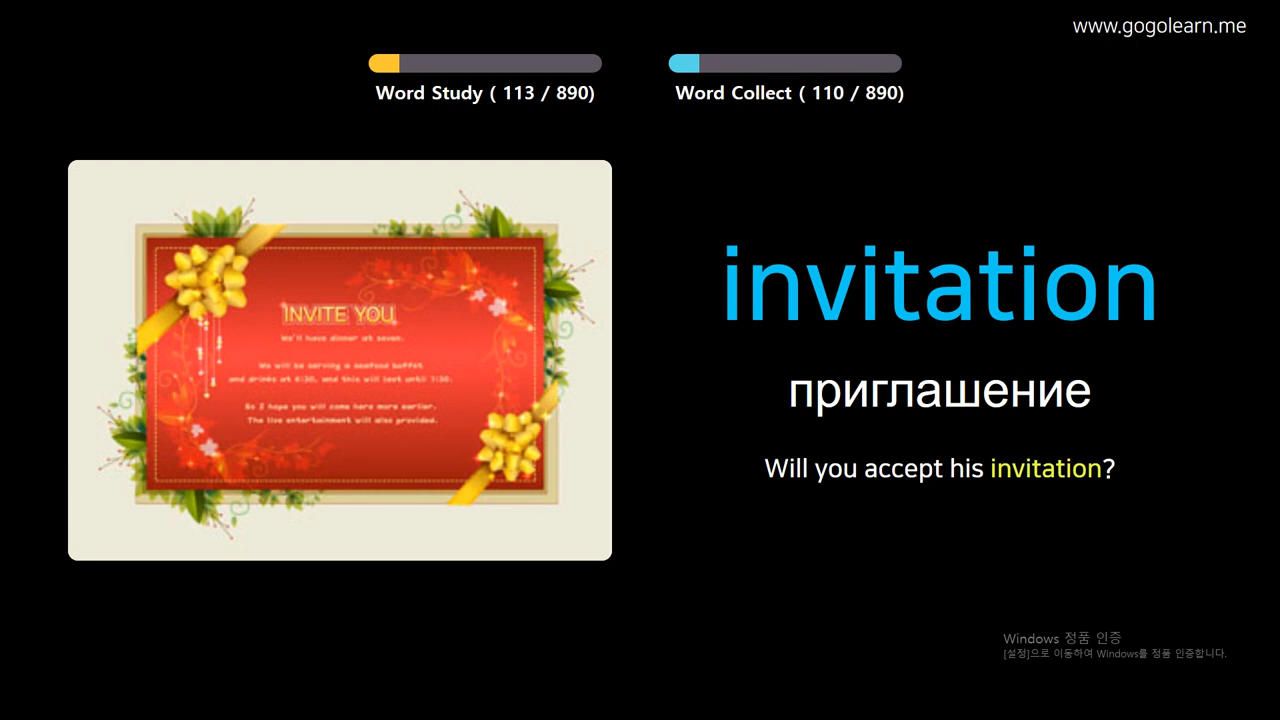 www.gogolearn.me
Word Study ( 113 / 890)
Word Collect ( 110 / 890)
INVITE YOU
We'll have dinner at seven.
We will be serving a seafood buffet
and drinks at 6:30, and this will last until 1:30.
So I hope you will come here more earlier.
The live entertainment will also provided.
invitation
приглашение
Will you accept his invitation?
Windows 정품 인증
[설정]으로 이동하여 Windows를 정품 인증합니다.